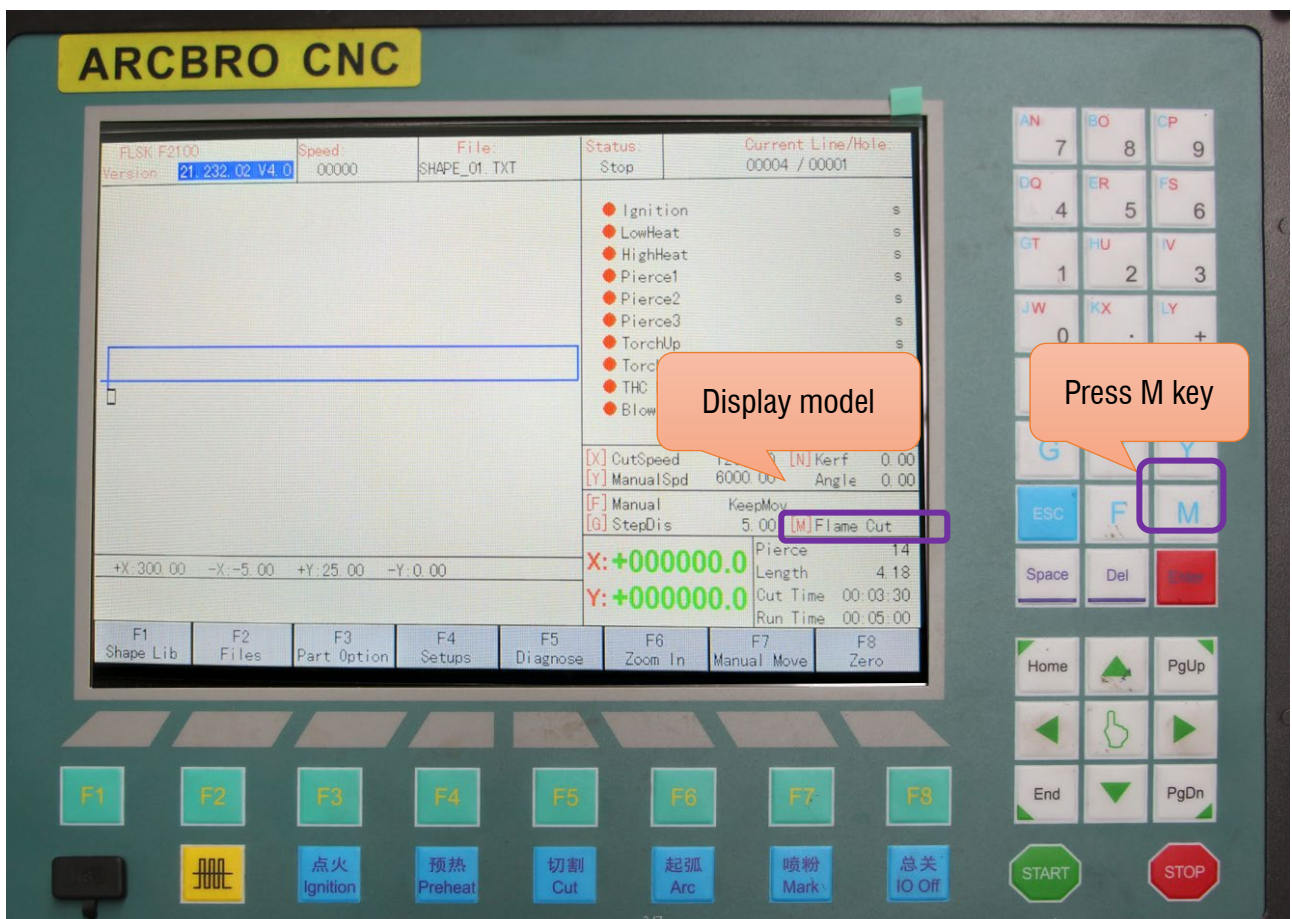 ARCBRO CNC
FLSK F2100
Version 21.232.02 V4.0
Speed:
00000
File:
SHAPE_01.TXT
Status:
Stop
Current Line/Hole:
00004 / 00001
Ignition s
LowHeat s
HighHeat s
Pierce1 s
Pierce2 s
Pierce3 s
TorchUp s
THC
Display model
Press M key
[X] CutSpeed [N] Kerf 0.00
[Y] ManualSpd 6000.00 Angle 0.00
[F] Manual KeepMov
[G] StepDis 5.00 [M] Flame Cut
X:+000000.0
Y:+000000.0
Pierce 14
Length 4.18
Cut Time 00:03:30
Run Time 00:05:00
+X:300.00 -X:-5.00 +Y:25.00 -Y:0.00
F1 F2 F3 F4 F5 F6 F7 F8
Shape Lib Files Part Option Setups Diagnose Zoom In Manual Move Zero
AN 7 BO 8 CP 9
DQ 4 ER 5 FS 6
GT 1 HU 2 IV 3
JW 0 KX . LY +
G Y
ESC F M
Space Del Enter
Home PgUp
End PgDn
F1 F2 F3 F4 F5 F6 F7 F8
点火 预热 切割 起弧 喷粉 总关
Ignition Preheat Cut Arc Mark IO Off
START STOP